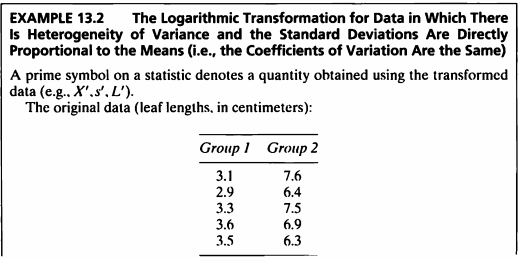 EXAMPLE 13.2 The Logarithmic Transformation for Data in Which There
Is Heterogeneity of Variance and the Standard Deviations Are Directly
Proportional to the Means (i.e., the Coefficients of Variation Are the Same)
A prime symbol on a statistic denotes a quantity obtained using the transformed
data (e.g., X′, s′, L′).
The original data (leaf lengths, in centimeters):
Group 1 Group 2
3.1 7.6
2.9 6.4
3.3 7.5
3.6 6.9
3.5 6.3